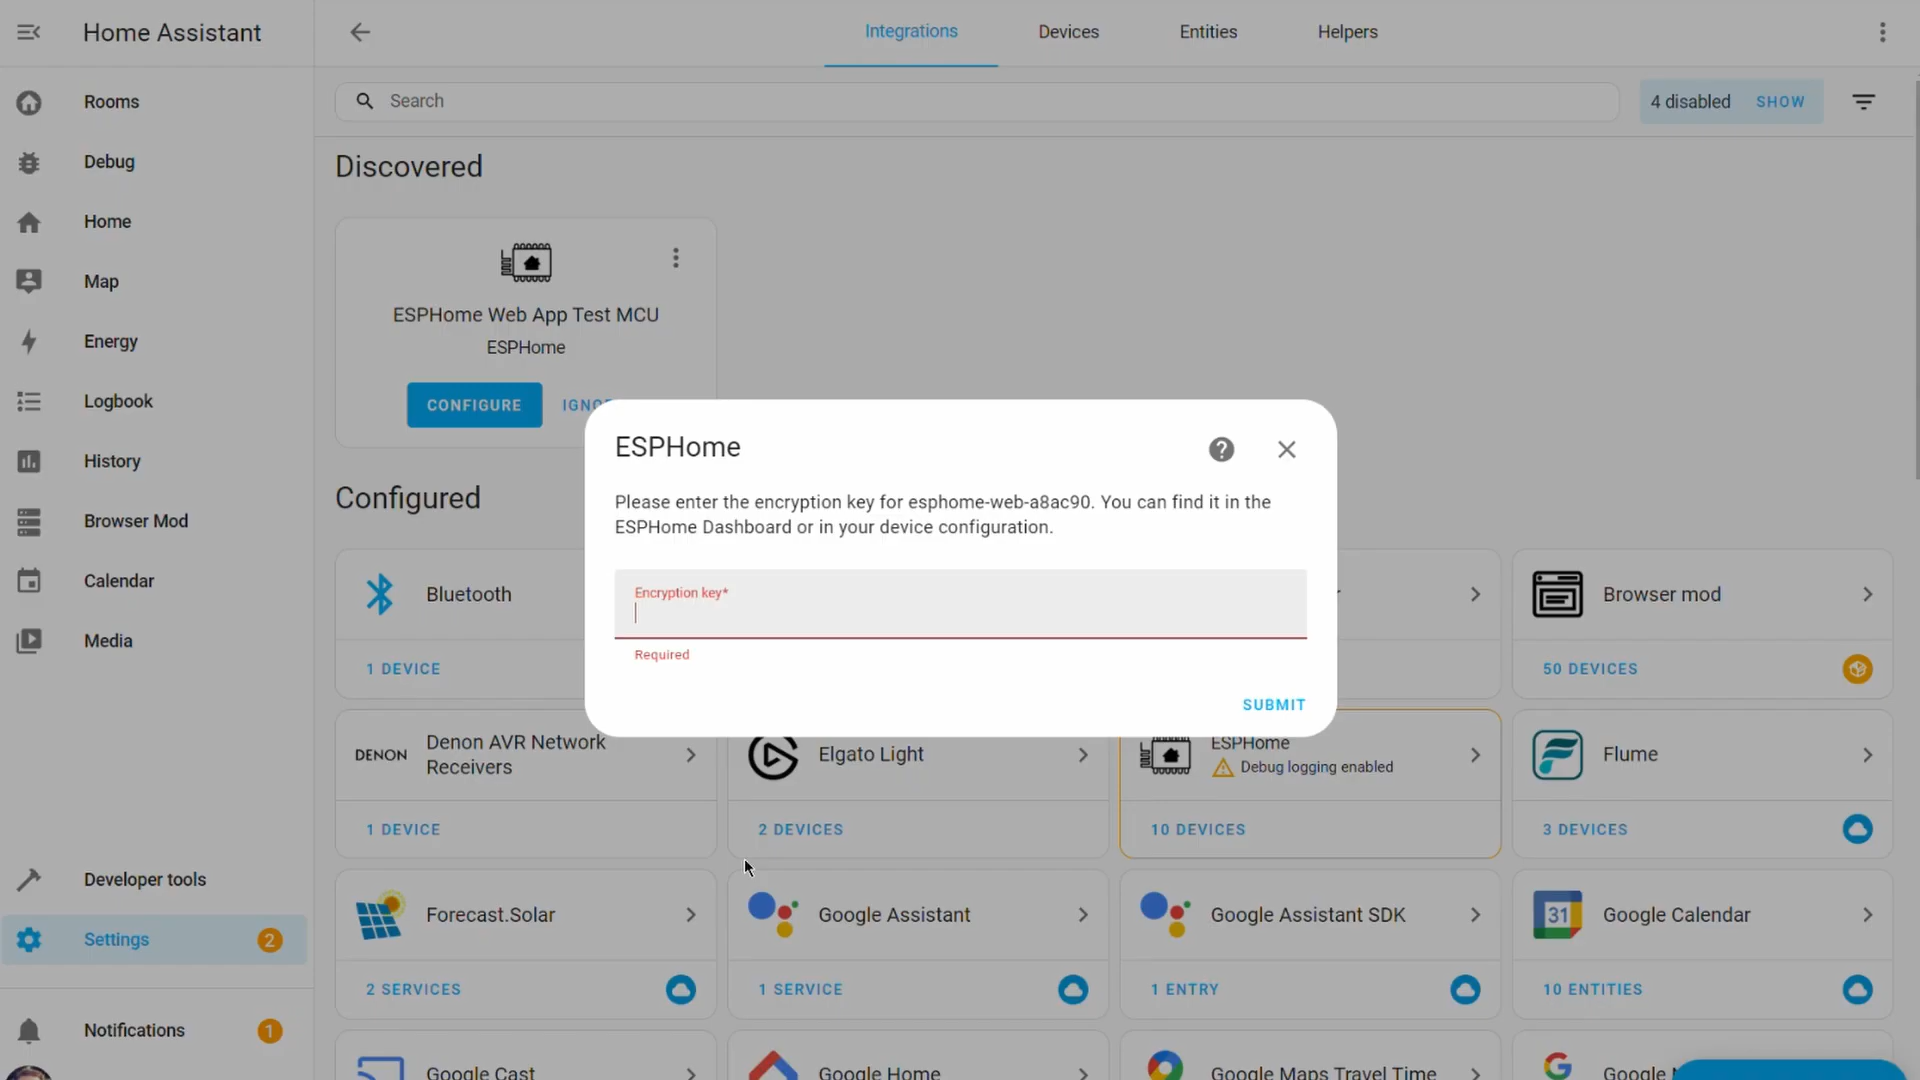 Home Assistant
Integrations
Devices
Entities
Helpers
Rooms
Debug
Home
Map
Energy
Logbook
History
Browser Mod
Calendar
Media
Developer tools
Settings
2
Notifications
1
Search
4 disabled
SHOW
Discovered
ESPHome Web App Test MCU
ESPHome
CONFIGURE
Configured
ESPHome
?
Please enter the encryption key for esphome-web-a8ac90. You can find it in the
ESPHome Dashboard or in your device configuration.
Encryption key*
Required
SUBMIT
Bluetooth
1 DEVICE
Browser mod
50 DEVICES
DENON
Denon AVR Network
Receivers
1 DEVICE
Elgato Light
2 DEVICES
ESPHome
Debug logging enabled
10 DEVICES
Flume
3 DEVICES
Forecast.Solar
2 SERVICES
Google Assistant
1 SERVICE
Google Assistant SDK
1 ENTRY
31
Google Calendar
10 ENTITIES
Google Cast
Google Home
Google Maps Travel Time
Google